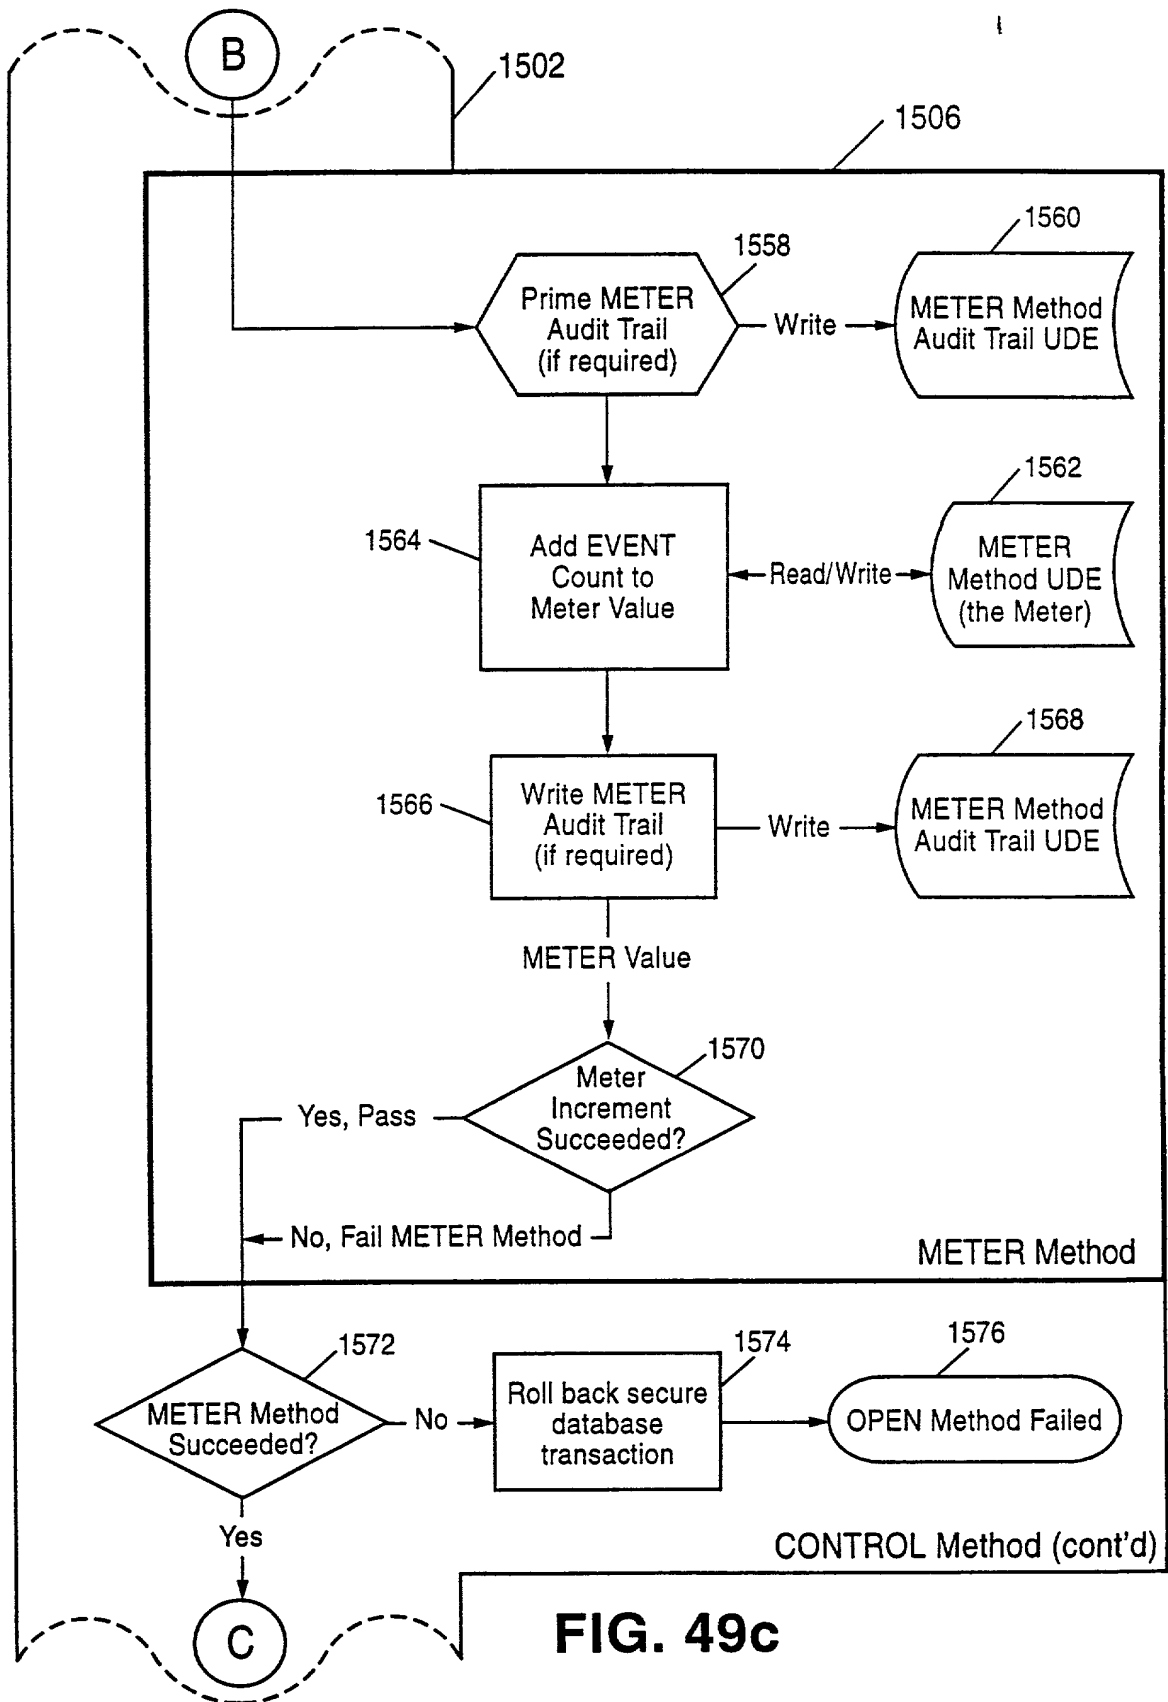 B
1502
1506
1558
1560
Prime METER
Audit Trail
(if required)
Write
METER Method
Audit Trail UDE
1562
1564
Add EVENT
Count to
Meter Value
Read/Write
METER
Method UDE
(the Meter)
1568
1566
Write METER
Audit Trail
(if required)
Write
METER Method
Audit Trail UDE
METER Value
1570
Meter
Increment
Succeeded?
Yes, Pass
No, Fail METER Method
METER Method
1572
1574
1576
METER Method
Succeeded?
No
Roll back secure
database
transaction
OPEN Method Failed
Yes
CONTROL Method (cont'd)
C
FIG. 49c